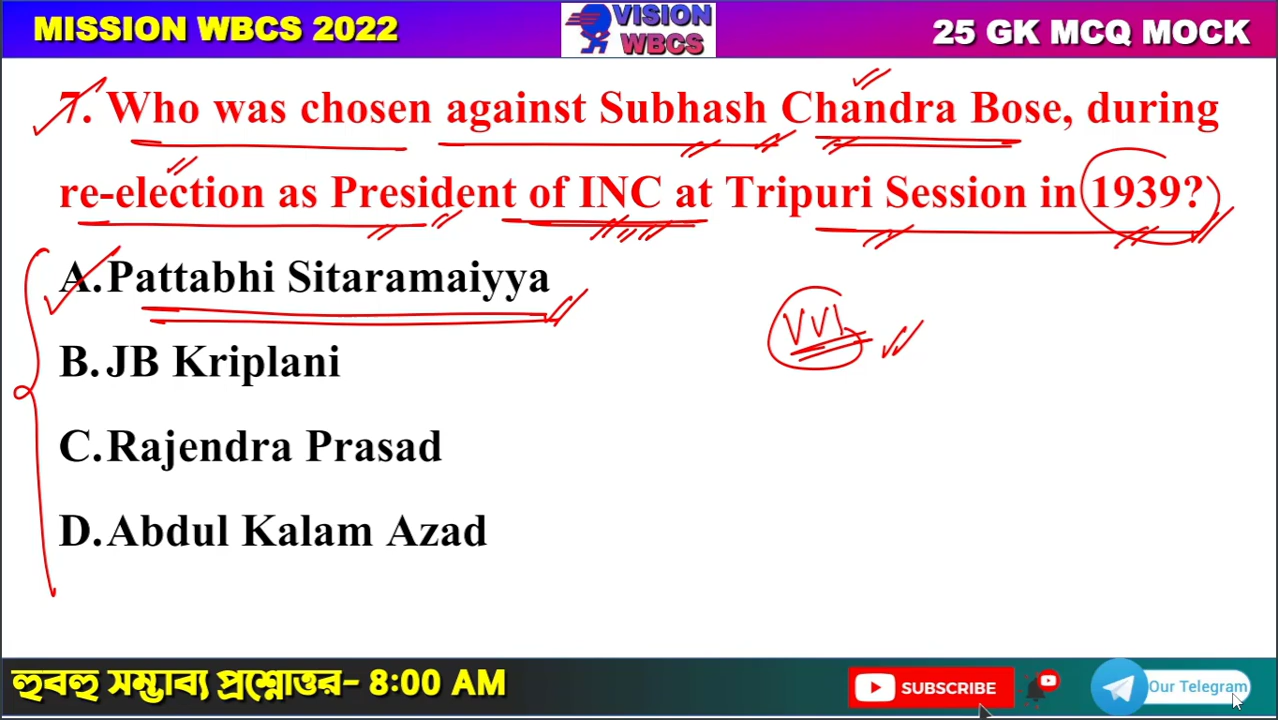 MISSION WBCS 2022
VISION
WBCS
25 GK MCQ MOCK
7. Who was chosen against Subhash Chandra Bose, during
re-election as President of INC at Tripuri Session in 1939?
A. Pattabhi Sitaramaiyya
VVI
B. JB Kriplani
C. Rajendra Prasad
D. Abdul Kalam Azad
হুবহু সম্ভাব্য প্রশ্নোত্তর- 8:00 AM
SUBSCRIBE
Our Telegram